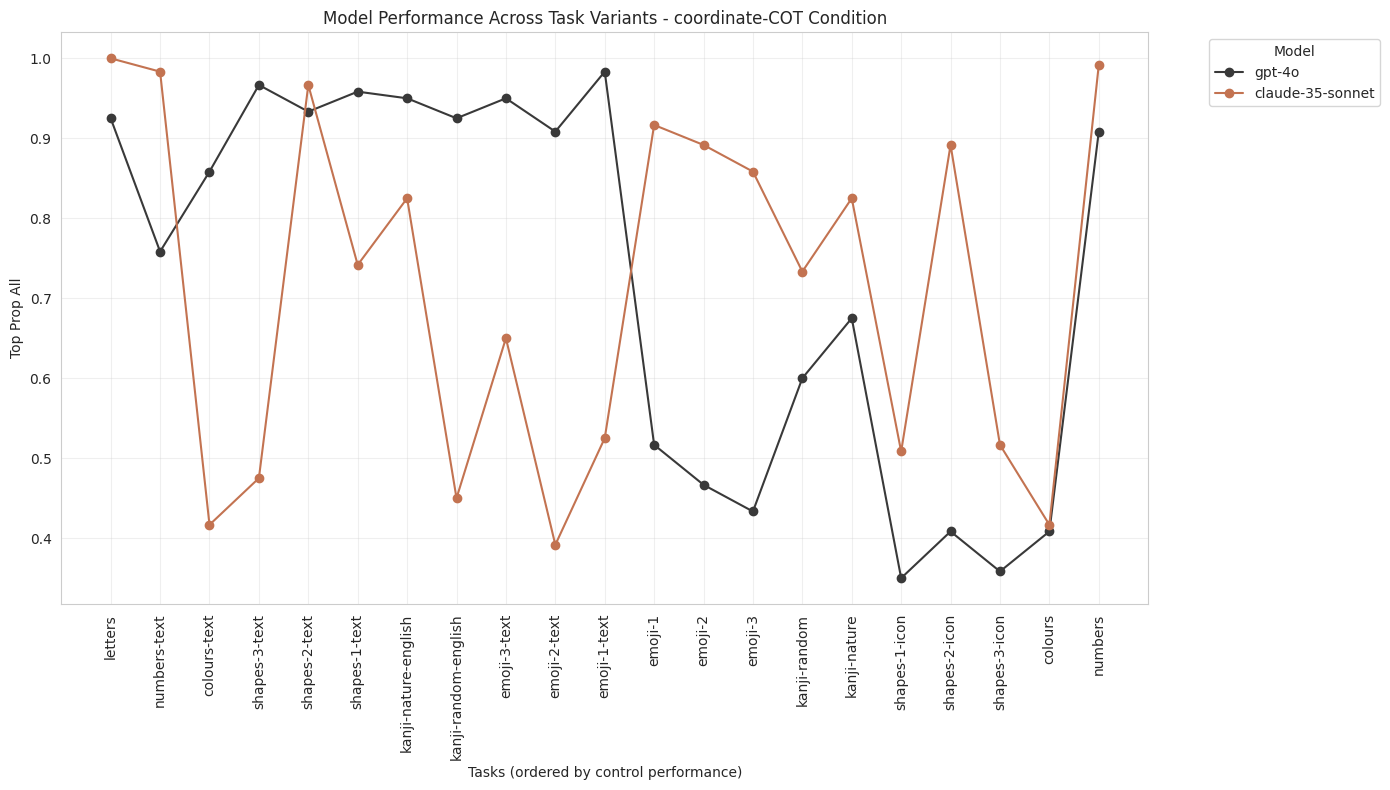 Model Performance Across Task Variants - coordinate-COT Condition
Model
gpt-4o
claude-35-sonnet
Top Prop All
1.0
0.9
0.8
0.7
0.6
0.5
0.4
letters
numbers-text
colours-text
shapes-3-text
shapes-2-text
shapes-1-text
kanji-nature-english
kanji-random-english
emoji-3-text
emoji-2-text
emoji-1-text
emoji-1
emoji-2
emoji-3
kanji-random
kanji-nature
shapes-1-icon
shapes-2-icon
shapes-3-icon
colours
numbers
Tasks (ordered by control performance)